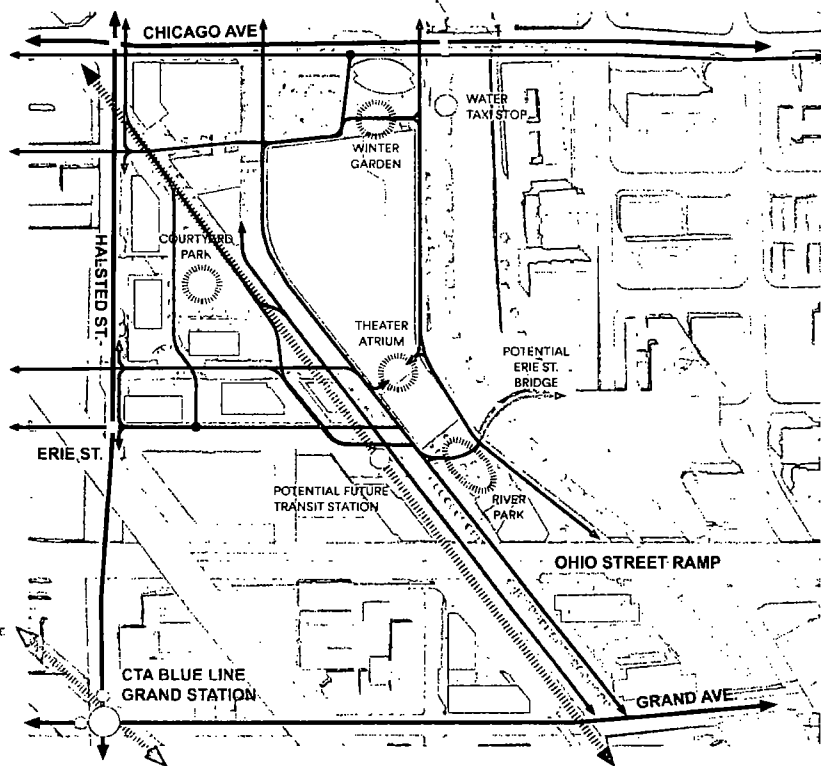 CHICAGO AVE
WATER
TAXI STOP
WINTER
GARDEN
HALSTED ST.
COURTYARD
PARK
THEATER
ATRIUM
POTENTIAL
ERIE ST.
BRIDGE
ERIE ST.
POTENTIAL FUTURE
TRANSIT STATION
RIVER
PARK
OHIO STREET RAMP
CTA BLUE LINE
GRAND STATION
GRAND AVE